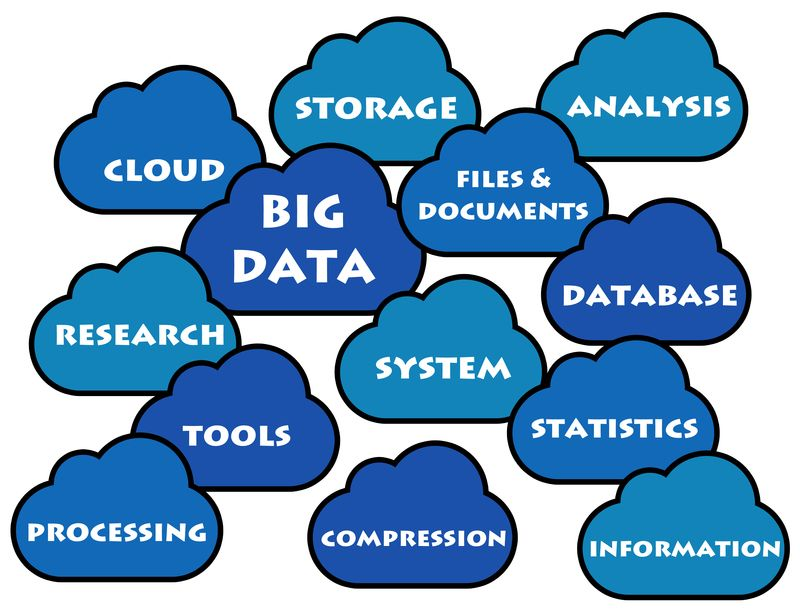 STORAGE
ANALYSIS
CLOUD
FILES &
DOCUMENTS
BIG
DATA
DATABASE
RESEARCH
SYSTEM
TOOLS
STATISTICS
PROCESSING
COMPRESSION
INFORMATION